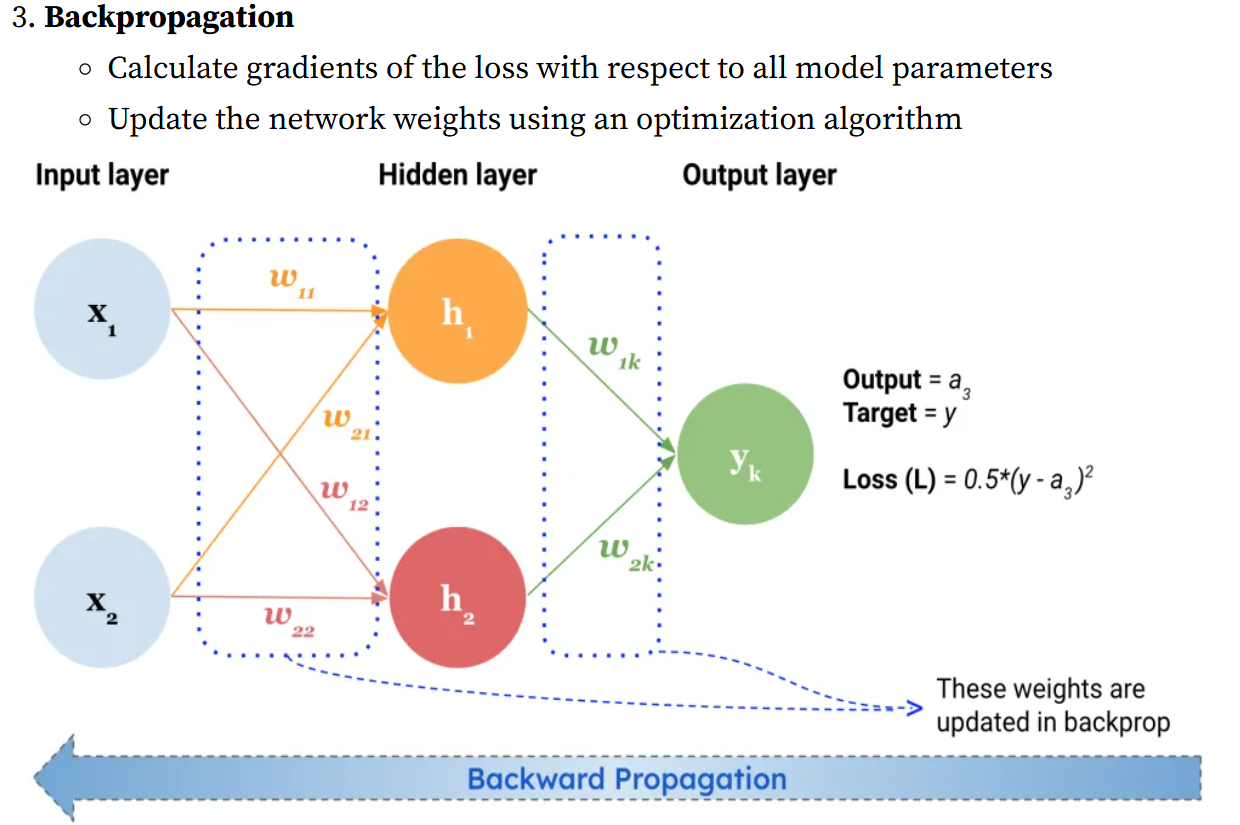 3. Backpropagation
○ Calculate gradients of the loss with respect to all model parameters
○ Update the network weights using an optimization algorithm
Input layer Hidden layer Output layer
x₁
w₁₁
h₁
w₁ₖ
w₂₁
w₁₂
yₖ
Output = a₃
Target = y
Loss (L) = 0.5*(y - a₃)²
x₂
w₂₂
h₂
w₂ₖ
These weights are
updated in backprop
Backward Propagation